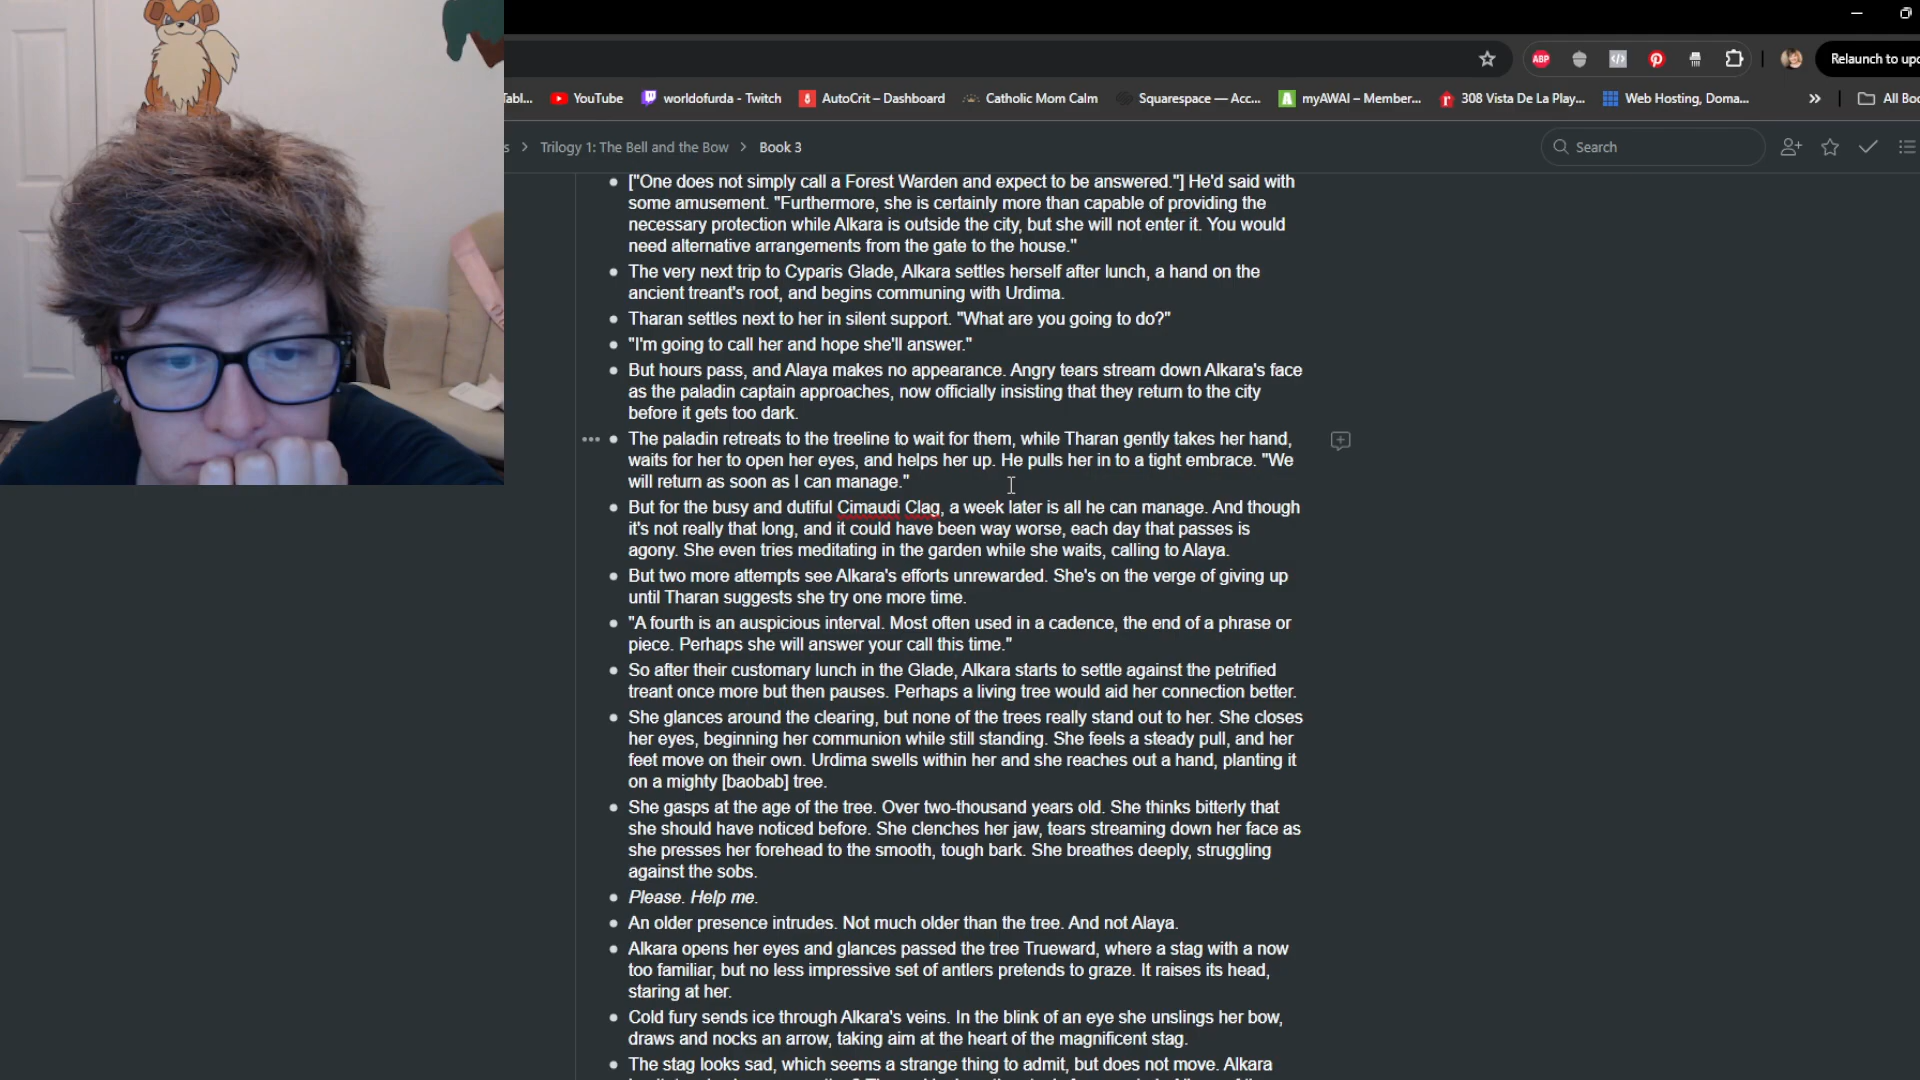 ABP
</>
Relaunch to upd
Tabl...
YouTube
worldofurda - Twitch
AutoCrit – Dashboard
Catholic Mom Calm
Squarespace — Acc...
myAWAI – Member...
308 Vista De La Play...
Web Hosting, Doma...
»
All Boo
s > Trilogy 1: The Bell and the Bow > Book 3
Search
["One does not simply call a Forest Warden and expect to be answered."] He'd said with
some amusement. "Furthermore, she is certainly more than capable of providing the
necessary protection while Alkara is outside the city, but she will not enter it. You would
need alternative arrangements from the gate to the house."
The very next trip to Cyparis Glade, Alkara settles herself after lunch, a hand on the
ancient treant's root, and begins communing with Urdima.
Tharan settles next to her in silent support. "What are you going to do?"
"I'm going to call her and hope she'll answer."
But hours pass, and Alaya makes no appearance. Angry tears stream down Alkara's face
as the paladin captain approaches, now officially insisting that they return to the city
before it gets too dark.
The paladin retreats to the treeline to wait for them, while Tharan gently takes her hand,
waits for her to open her eyes, and helps her up. He pulls her in to a tight embrace. "We
will return as soon as I can manage."
But for the busy and dutiful Cimaudi Clag, a week later is all he can manage. And though
it's not really that long, and it could have been way worse, each day that passes is
agony. She even tries meditating in the garden while she waits, calling to Alaya.
But two more attempts see Alkara's efforts unrewarded. She's on the verge of giving up
until Tharan suggests she try one more time.
"A fourth is an auspicious interval. Most often used in a cadence, the end of a phrase or
piece. Perhaps she will answer your call this time."
So after their customary lunch in the Glade, Alkara starts to settle against the petrified
treant once more but then pauses. Perhaps a living tree would aid her connection better.
She glances around the clearing, but none of the trees really stand out to her. She closes
her eyes, beginning her communion while still standing. She feels a steady pull, and her
feet move on their own. Urdima swells within her and she reaches out a hand, planting it
on a mighty [baobab] tree.
She gasps at the age of the tree. Over two-thousand years old. She thinks bitterly that
she should have noticed before. She clenches her jaw, tears streaming down her face as
she presses her forehead to the smooth, tough bark. She breathes deeply, struggling
against the sobs.
Please. Help me.
An older presence intrudes. Not much older than the tree. And not Alaya.
Alkara opens her eyes and glances passed the tree Trueward, where a stag with a now
too familiar, but no less impressive set of antlers pretends to graze. It raises its head,
staring at her.
Cold fury sends ice through Alkara's veins. In the blink of an eye she unslings her bow,
draws and nocks an arrow, taking aim at the heart of the magnificent stag.
The stag looks sad, which seems a strange thing to admit, but does not move. Alkara